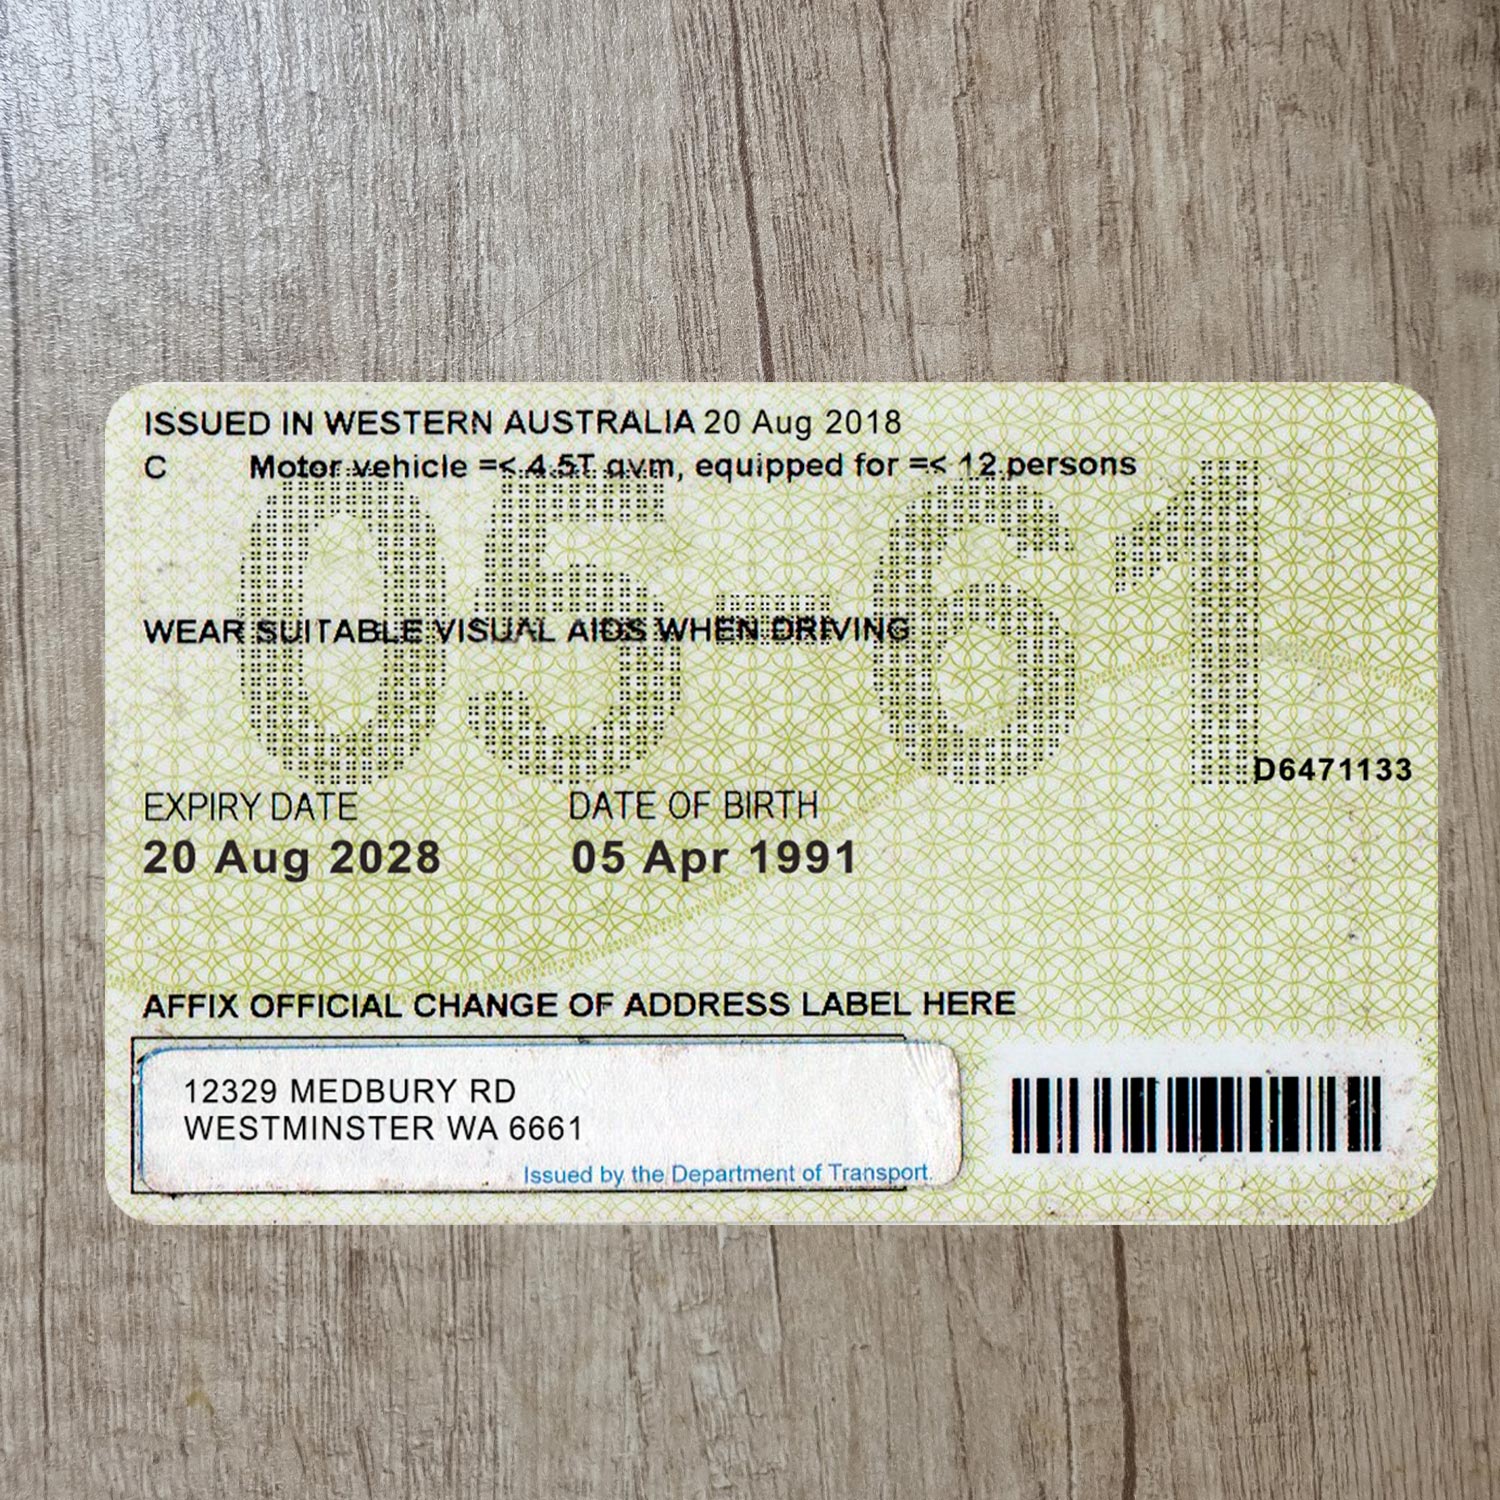 ISSUED IN WESTERN AUSTRALIA 20 Aug 2018
C Motor vehicle =< 4.5T gvm, equipped for =< 12 persons
05-61
WEAR SUITABLE VISUAL AIDS WHEN DRIVING
D6471133
EXPIRY DATE DATE OF BIRTH
20 Aug 2028 05 Apr 1991
AFFIX OFFICIAL CHANGE OF ADDRESS LABEL HERE
12329 MEDBURY RD
WESTMINSTER WA 6661
Issued by the Department of Transport.